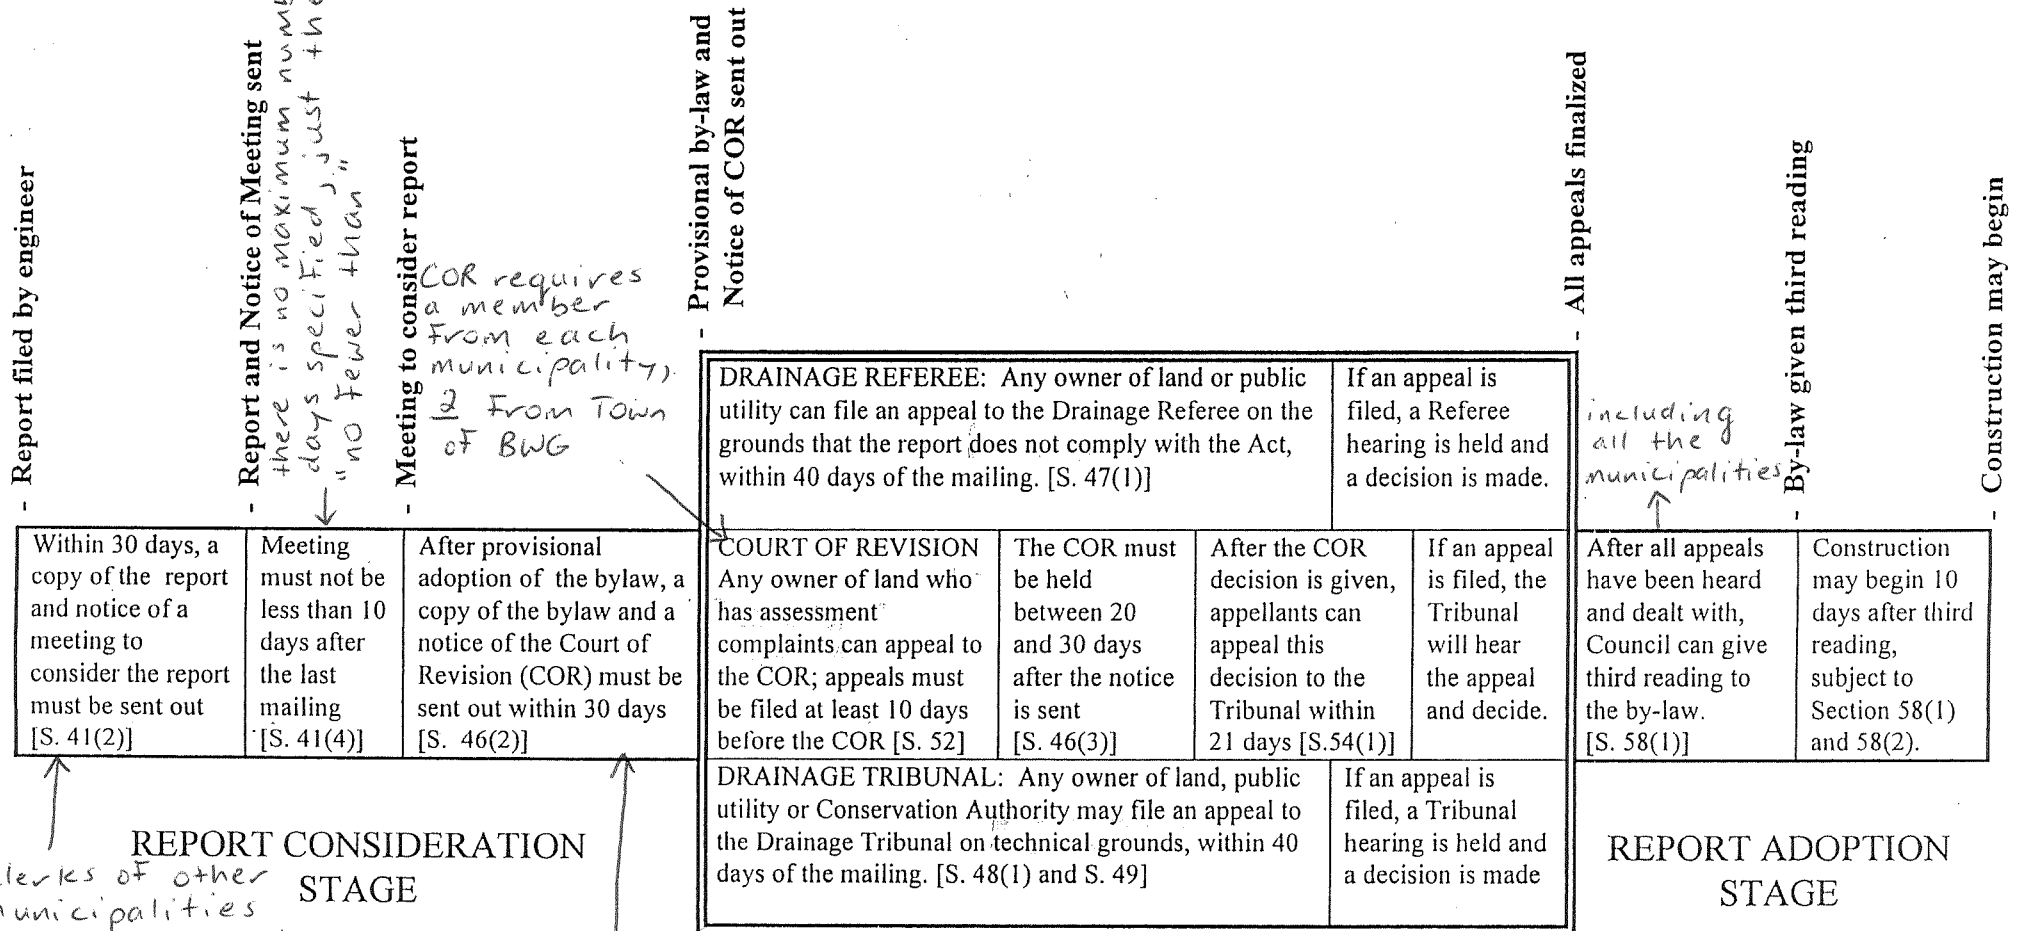 - Report filed by engineer
- Report and Notice of Meeting sent
there is no maximum
days specified, just the
"no fewer than"
- Meeting to consider report
COR requires
a member
From each
municipality,
2 From Town
of BWG
- Provisional by-law and
Notice of COR sent out
- All appeals finalized
- By-law given third reading
- Construction may begin
including
all the
municipalities
Within 30 days, a
copy of the report
and notice of a
meeting to
consider the report
must be sent out
[S. 41(2)]
Meeting
must not be
less than 10
days after
the last
mailing
[S. 41(4)]
After provisional
adoption of the bylaw, a
copy of the bylaw and a
notice of the Court of
Revision (COR) must be
sent out within 30 days
[S. 46(2)]
DRAINAGE REFEREE: Any owner of land or public
utility can file an appeal to the Drainage Referee on the
grounds that the report does not comply with the Act,
within 40 days of the mailing. [S. 47(1)]
If an appeal is
filed, a Referee
hearing is held and
a decision is made.
COURT OF REVISION
Any owner of land who
has assessment
complaints can appeal to
the COR; appeals must
be filed at least 10 days
before the COR [S. 52]
The COR must
be held
between 20
and 30 days
after the notice
is sent
[S. 46(3)]
After the COR
decision is given,
appellants can
appeal this
decision to the
Tribunal within
21 days [S.54(1)]
If an appeal
is filed, the
Tribunal
will hear
the appeal
and decide.
DRAINAGE TRIBUNAL: Any owner of land, public
utility or Conservation Authority may file an appeal to
the Drainage Tribunal on technical grounds, within 40
days of the mailing. [S. 48(1) and S. 49]
If an appeal is
filed, a Tribunal
hearing is held and
a decision is made
After all appeals
have been heard
and dealt with,
Council can give
third reading to
the by-law.
[S. 58(1)]
Construction
may begin 10
days after third
reading,
subject to
Section 58(1)
and 58(2).
REPORT CONSIDERATION
STAGE
of other
REPORT ADOPTION
STAGE